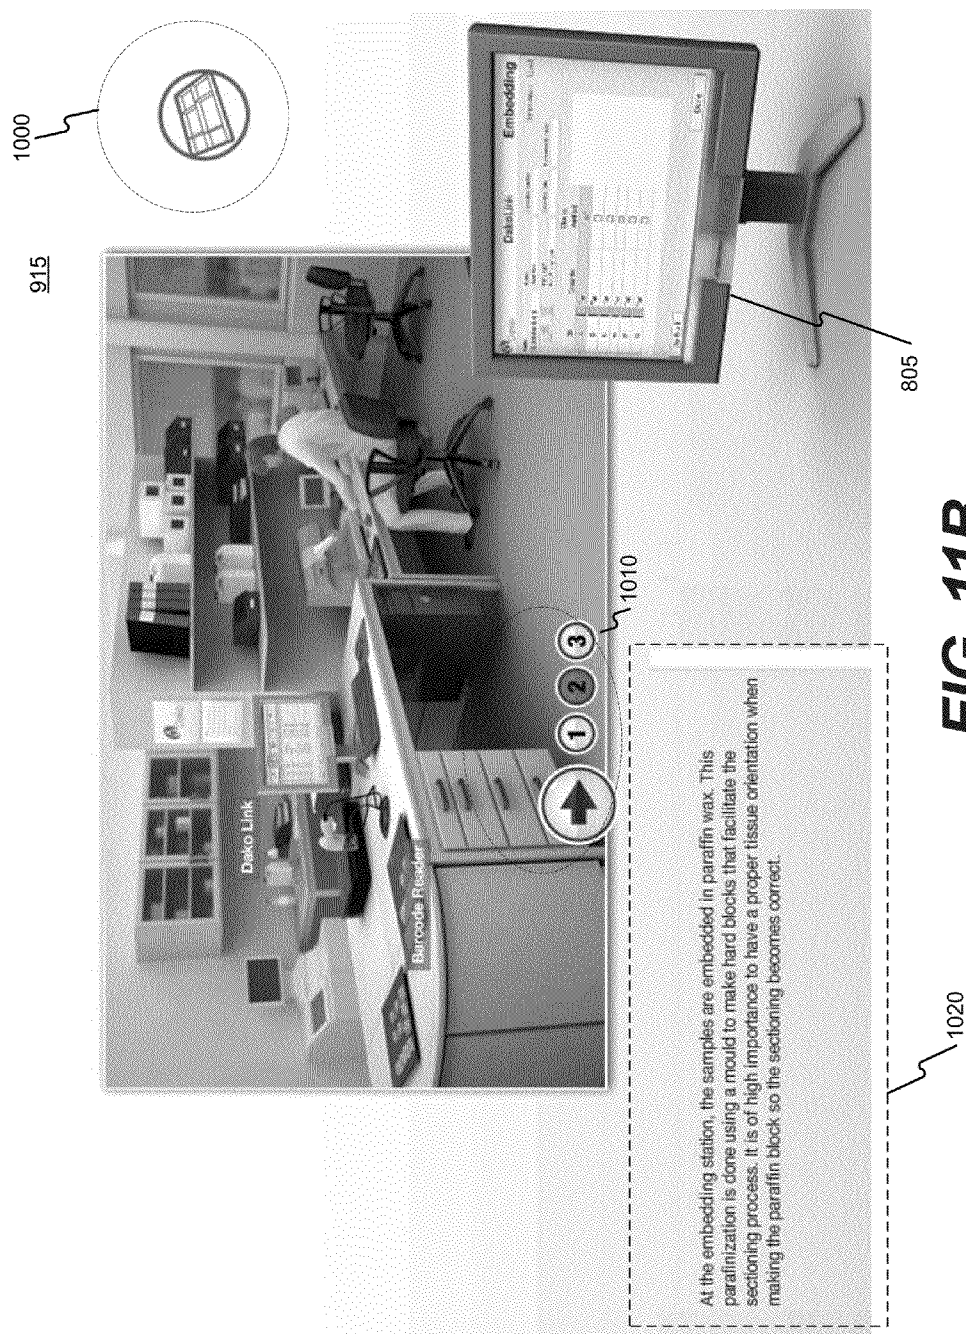 915
1000
Dako Link
Barcode Reader
1
2
3
1010
DakoLink
Embedding
805
At the embedding station, the samples are embedded in paraffin wax. This
parafinization is done using a mould to make hard blocks that facilitate the
sectioning process. It is of high importance to have a proper tissue orientation when
making the paraffin block so the sectioning becomes correct.
1020
FIG. 11B